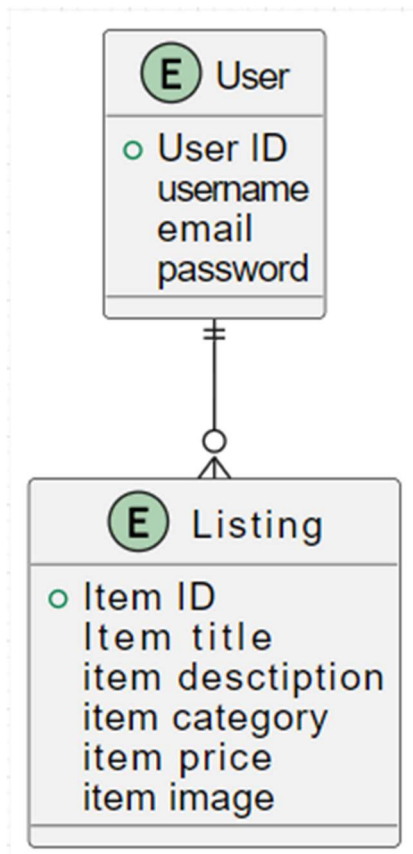 E User
User ID
username
email
password
E Listing
Item ID
Item title
item desctiption
item category
item price
item image